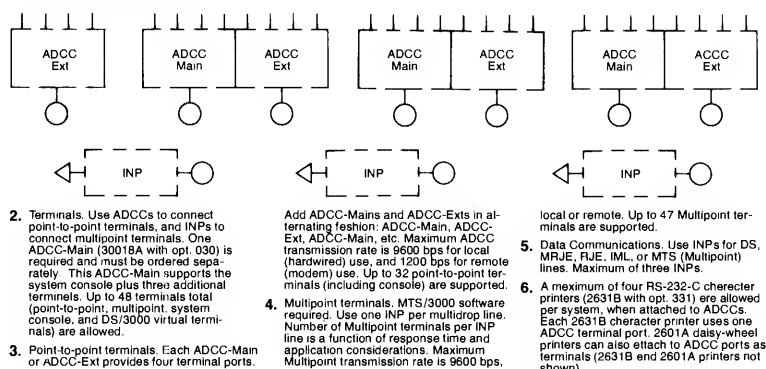 ADCC Ext
ADCC Main
ADCC Ext
ADCC Main
ADCC Ext
ADCC Main
ACCC Ext
INP
INP
INP
2. Terminals. Use ADCCs to connect
point-to-point terminals, and INPs to
connect multipoint terminals. One
ADCC-Main (30018A with opt. 030) is
required and must be ordered sepa-
rately. This ADCC-Main supports the
system console plus three additional
terminels. Up to 48 terminals total
(point-to-point, multipoint, system
console, and DS/3000 virtual termi-
nals) are allowed.
3. Point-to-point terminals. Each ADCC-Main
or ADCC-Ext provides four terminal ports.
Add ADCC-Mains and ADCC-Exts in al-
ternating feshion: ADCC-Main, ADCC-
Ext, ADCC-Main, etc. Maximum ADCC
transmission rate is 9600 bps for local
(hardwired) use, and 1200 bps for remote
(modem) use. Up to 32 point-to-point ter-
minals (including console) are supported.
4. Multipoint terminals. MTS/3000 software
required. Use one INP per multidrop line.
Number of Multipoint terminals per INP
line is a function of response time and
application considerations. Maximum
Multipoint transmission rate is 9600 bps,
local or remote. Up to 47 Multipoint ter-
minals are supported.
5. Data Communications. Use INPs for DS,
MRJE, RJE, IML, or MTS (Multipoint)
lines. Maximum of three INPs.
6. A meximum of four RS-232-C cherecter
printers (2631B with opt. 331) ere allowed
per system, when attached to ADCCs.
Each 2631B cheracter printer uses one
ADCC terminal port. 2601A daisy-wheel
printers can also ettach to ADCC ports as
terminals (2631B end 2601A printers not
shown)